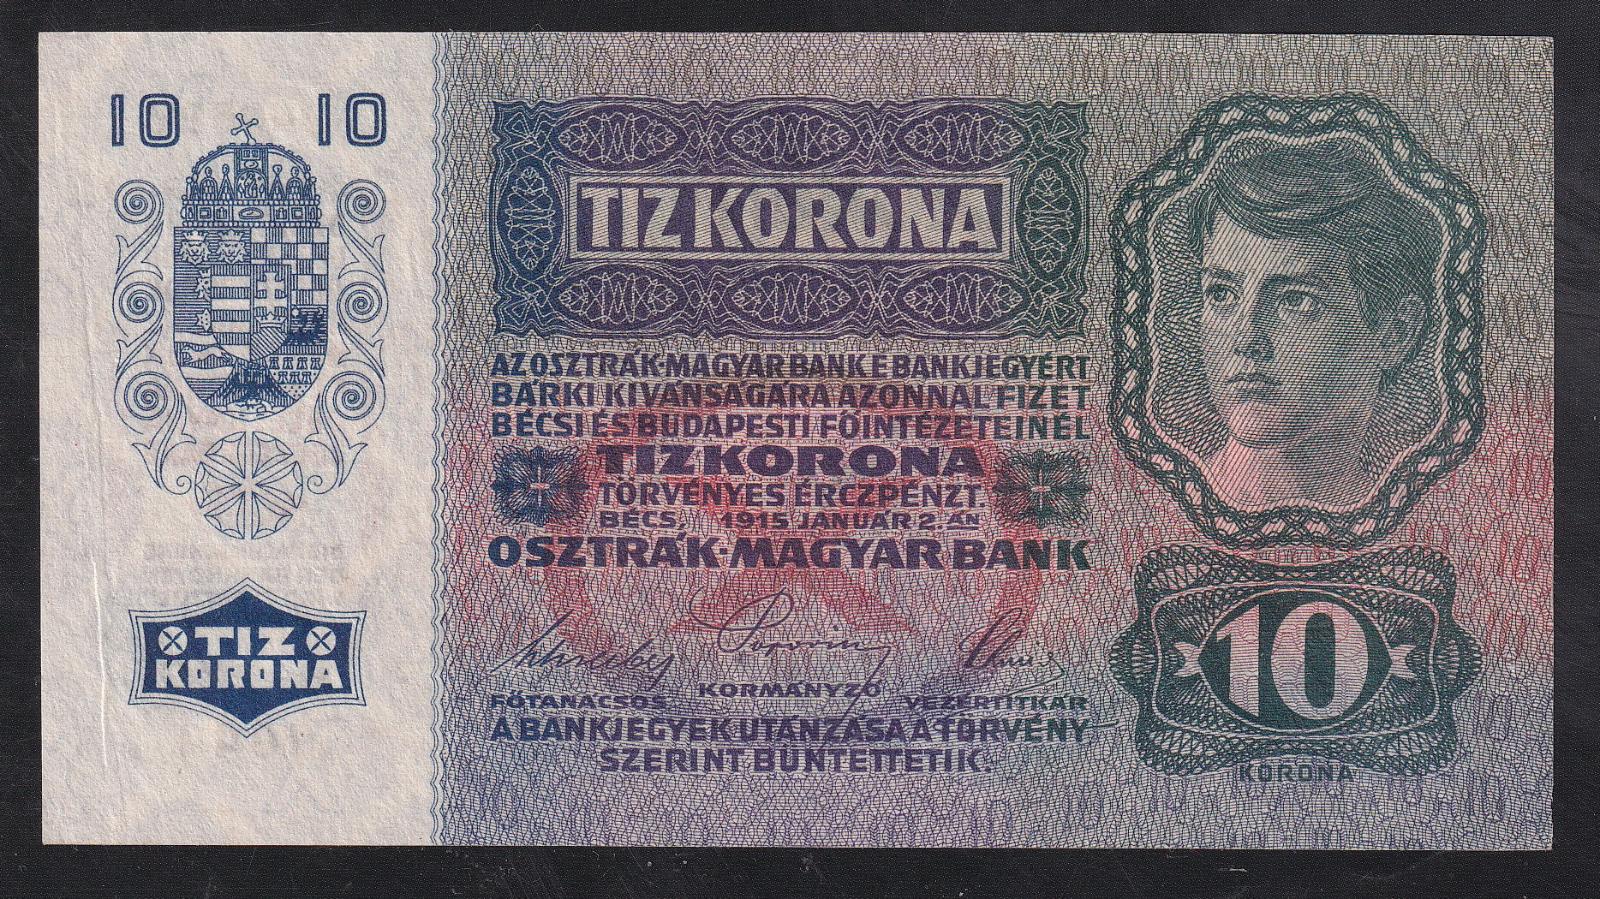 10 10
TIZ KORONA
AZ OSZTRÁK-MAGYAR BANK E BANKJEGYÉRT
BÁRKI KIVÁNSÁGÁRA AZONNAL FIZET
BÉCSI ÉS BUDAPESTI FŐINTÉZETEINÉL
TIZ KORONA
TÖRVÉNYES ÉRCZPÉNZT.
BÉCS, 1915 JANUÁR 2.-ÁN
OSZTRÁK-MAGYAR BANK
FŐTANÁCSOS KORMÁNYZÓ VEZÉRTITKÁR
A BANKJEGYEK UTÁNZÁSA A TÖRVÉNY
SZERINT BÜNTETTETIK.
TIZ
KORONA
10
KORONA